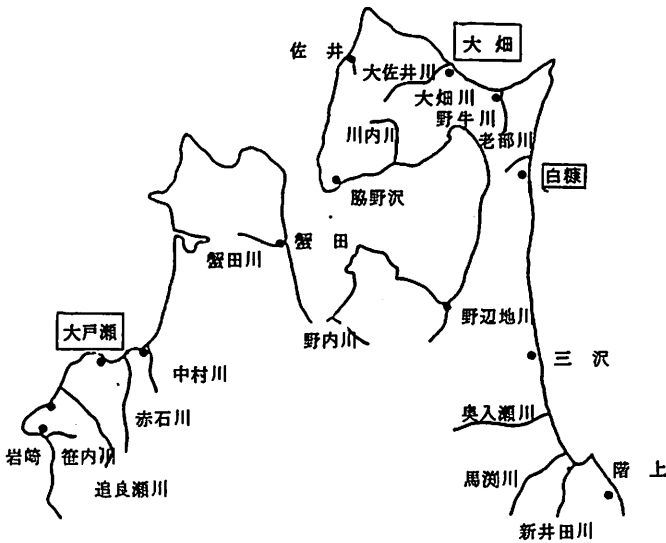 大畑
佐井
大佐井川
大畑川
野牛川
川内川
老部川
白糠
脇野沢
蟹田
蟹田川
野辺地川
野内川
大戸瀬
三沢
中村川
赤石川
奥入瀬川
岩崎
笹内川
馬渕川
階上
追良瀬川
新井田川